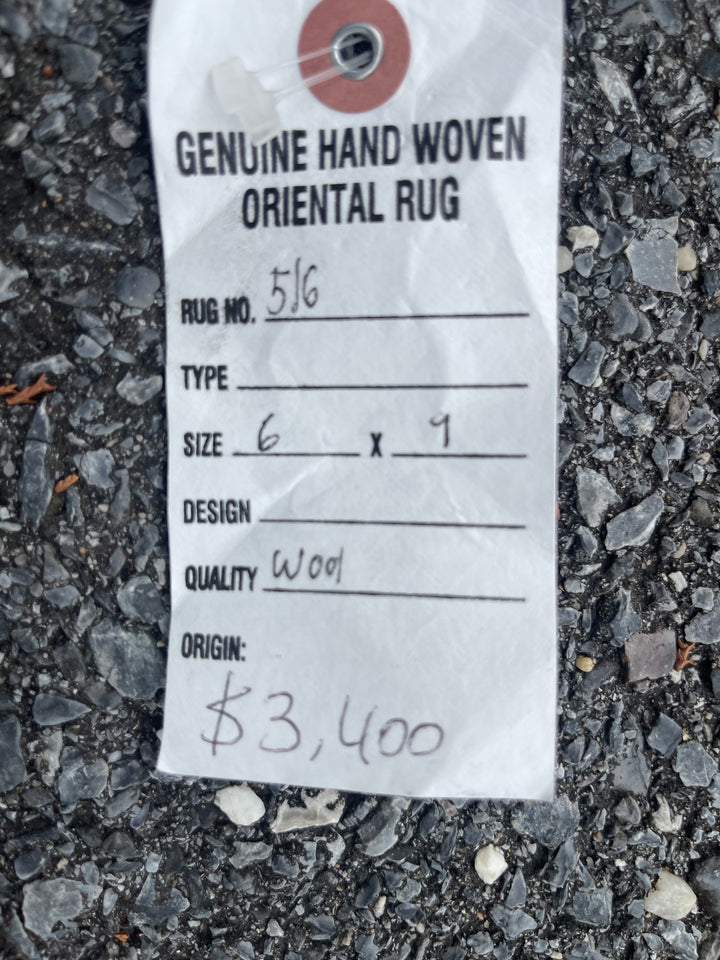 GENUINE HAND WOVEN
ORIENTAL RUG
RUG NO. 516
TYPE
SIZE 6 X 9
DESIGN
QUALITY Wool
ORIGIN:
$3,400